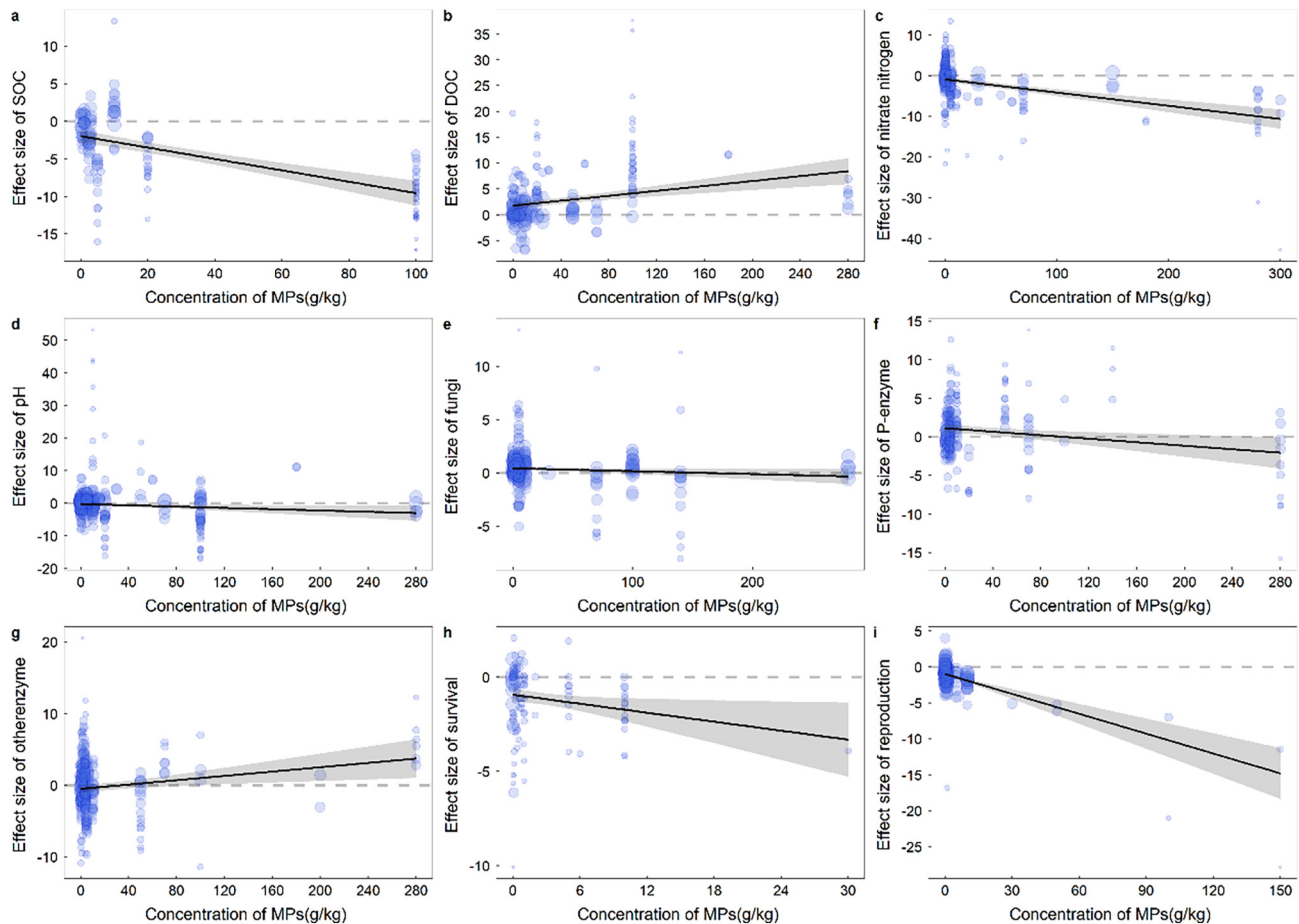 a
Effect size of SOC
10
5
0
-5
-10
-15
0 20 40 60 80 100
Concentration of MPs(g/kg)
b
Effect size of DOC
35
30
25
20
15
10
5
0
-5
0 40 80 120 160 200 240 280
Concentration of MPs(g/kg)
c
Effect size of nitrate nitrogen
10
0
-10
-20
-30
-40
0 100 200 300
Concentration of MPs(g/kg)
d
Effect size of pH
50
40
30
20
10
0
-10
-20
0 40 80 120 160 200 240 280
Concentration of MPs(g/kg)
e
Effect size of fungi
10
5
0
-5
0 100 200
Concentration of MPs(g/kg)
f
Effect size of P-enzyme
15
10
5
0
-5
-10
-15
0 40 80 120 160 200 240 280
Concentration of MPs(g/kg)
g
Effect size of otherenzyme
20
10
0
-10
0 40 80 120 160 200 240 280
Concentration of MPs(g/kg)
h
Effect size of survival
0
-5
-10
0 6 12 18 24 30
Concentration of MPs(g/kg)
i
Effect size of reproduction
5
0
-5
-10
-15
-20
-25
0 30 60 90 120 150
Concentration of MPs(g/kg)